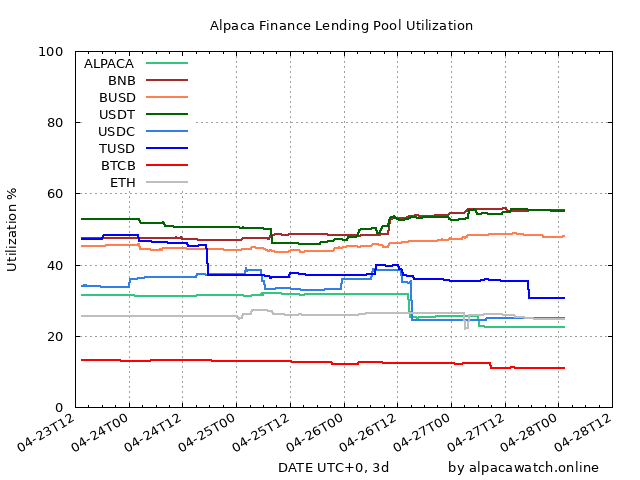 Alpaca Finance Lending Pool Utilization
100
80
60
40
20
0
Utilization %
ALPACA
BNB
BUSD
USDT
USDC
TUSD
BTCB
ETH
04-23T12
04-24T00
04-24T12
04-25T00
04-25T12
04-26T00
04-26T12
04-27T00
04-27T12
04-28T00
04-28T12
DATE UTC+0, 3d
by alpacawatch.online